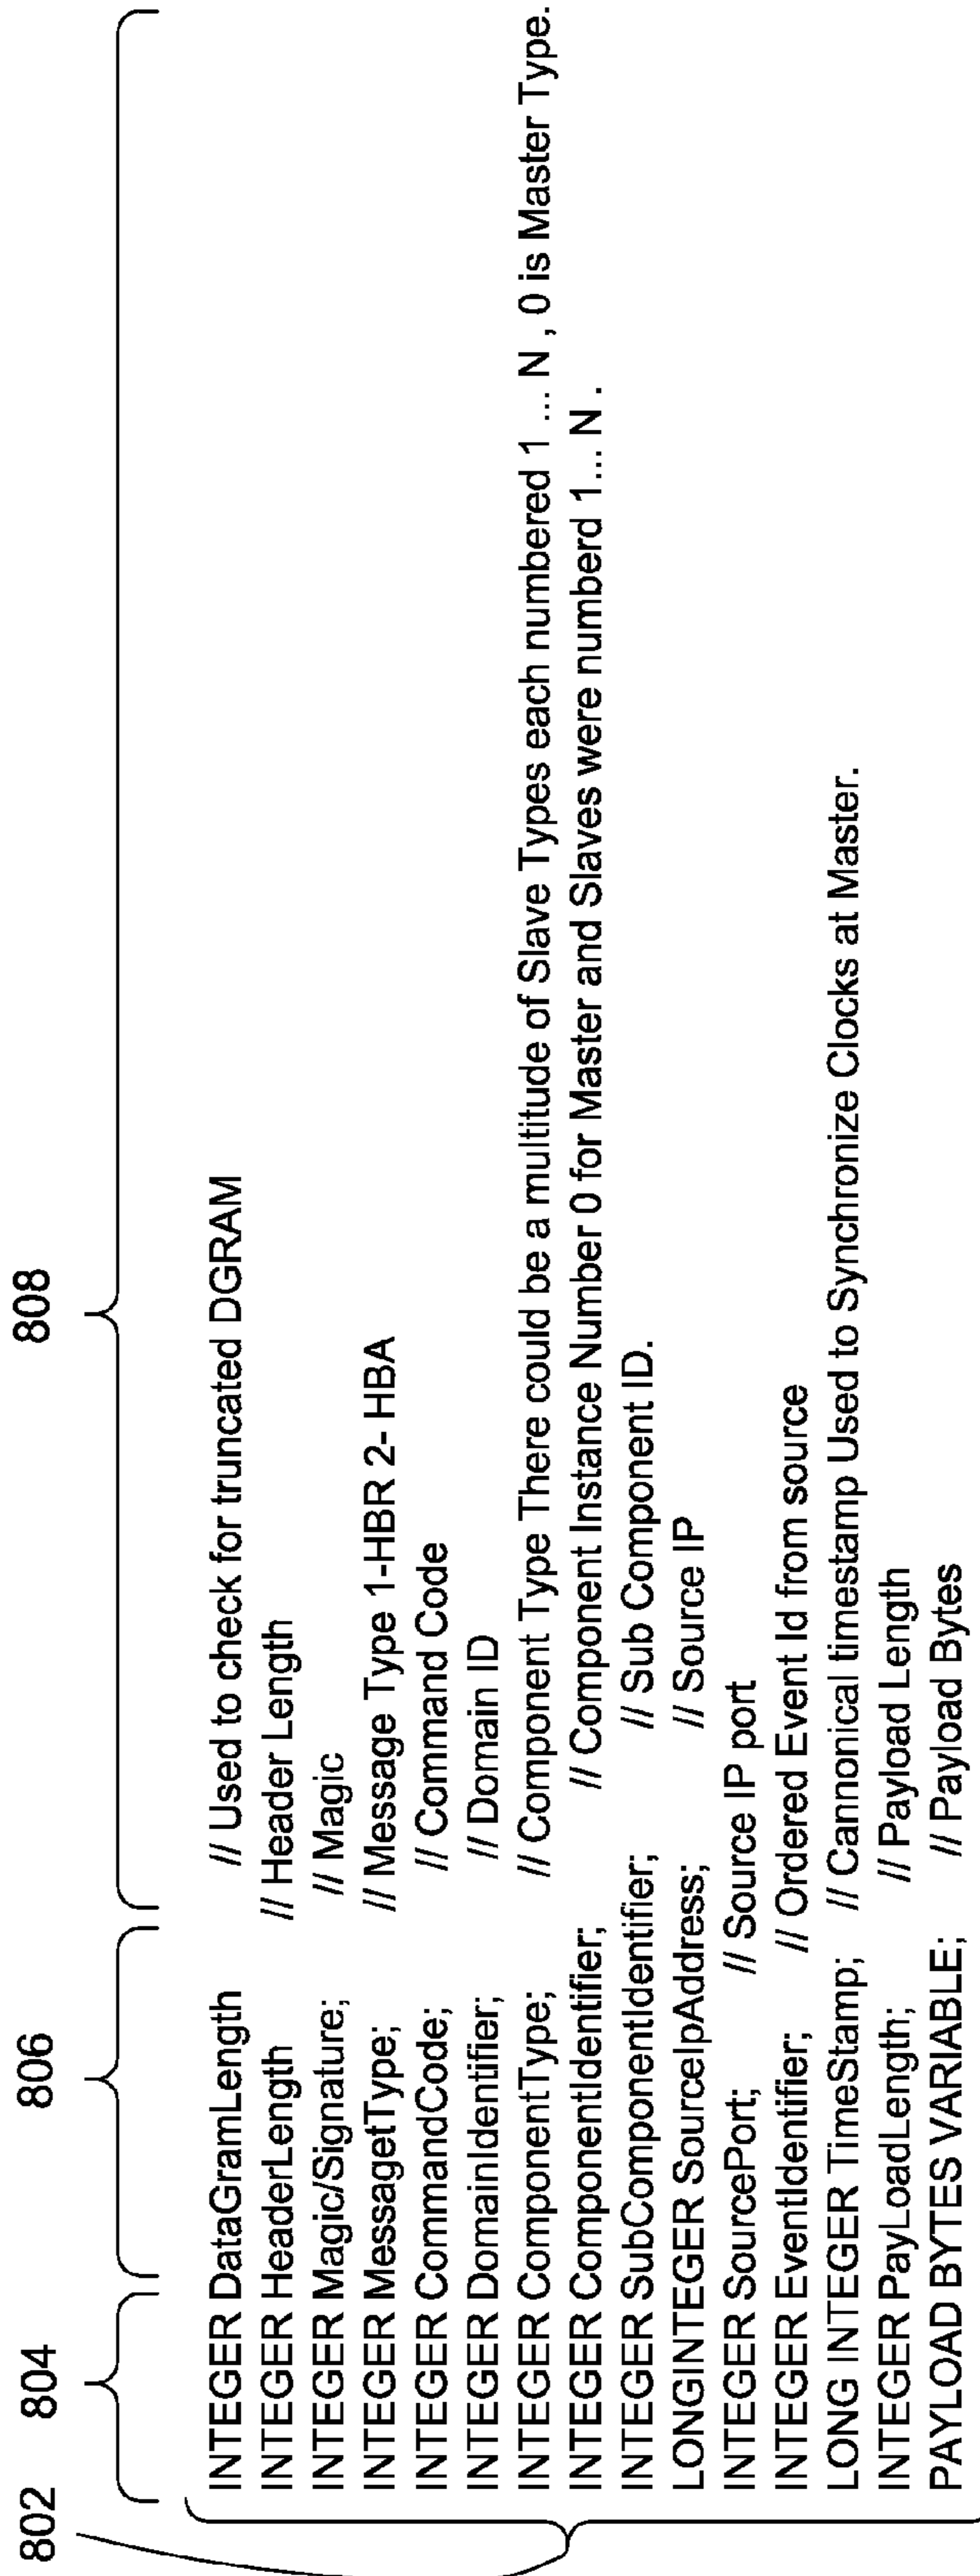 802 804 806 808
INTEGER DataGramLength // Used to check for truncated DGRAM
INTEGER HeaderLength // Header Length
INTEGER Magic/Signature; // Magic
INTEGER MessagetType; // Message Type 1-HBR 2- HBA
INTEGER CommandCode; // Command Code
INTEGER DomainIdentifier; // Domain ID
INTEGER ComponentType; // Component Type There could be a multitude of Slave Types each numbered 1 ... N , 0 is Master Type.
INTEGER ComponentIdentifier; // Component Instance Number 0 for Master and Slaves were numberd 1... N .
INTEGER SubComponentIdentifier; // Sub Component ID.
LONGINTEGER SourceIpAddress; // Source IP
INTEGER SourcePort; // Source IP port
INTEGER EventIdentifier; // Ordered Event Id from source
LONG INTEGER TimeStamp; // Cannonical timestamp Used to Synchronize Clocks at Master.
INTEGER PayLoadLength; // Payload Length
PAYLOAD BYTES VARIABLE; // Payload Bytes